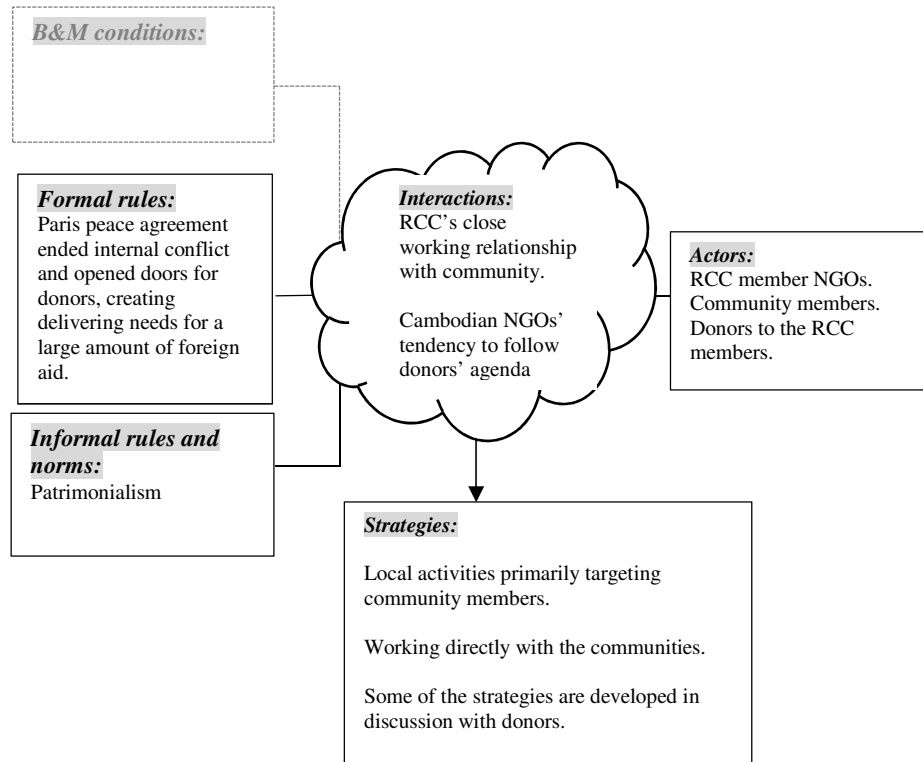 B&M conditions:
Formal rules:
Paris peace agreement
ended internal conflict
and opened doors for
donors, creating
delivering needs for a
large amount of foreign
aid.
Informal rules and
norms:
Patrimonialism
Interactions:
RCC’s close
working relationship
with community.
Cambodian NGOs’
tendency to follow
donors’ agenda
Actors:
RCC member NGOs.
Community members.
Donors to the RCC
members.
Strategies:
Local activities primarily targeting
community members.
Working directly with the communities.
Some of the strategies are developed in
discussion with donors.